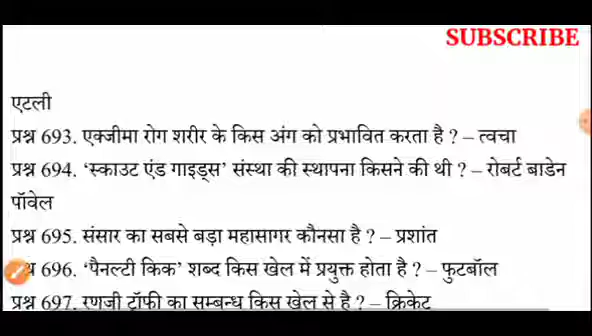 SUBSCRIBE
एटली
प्रश्न 693. एक्जीमा रोग शरीर के किस अंग को प्रभावित करता है ? – त्वचा
प्रश्न 694. ‘स्काउट एंड गाइड्स’ संस्था की स्थापना किसने की थी ? – रोबर्ट बाडेन
पॉवेल
प्रश्न 695. संसार का सबसे बड़ा महासागर कौनसा है ? – प्रशांत
696. ‘पैनल्टी किक’ शब्द किस खेल में प्रयुक्त होता है ? – फुटबॉल
प्रश्न 697. रणजी ट्रॉफी का सम्बन्ध किस खेल से है ? – क्रिकेट